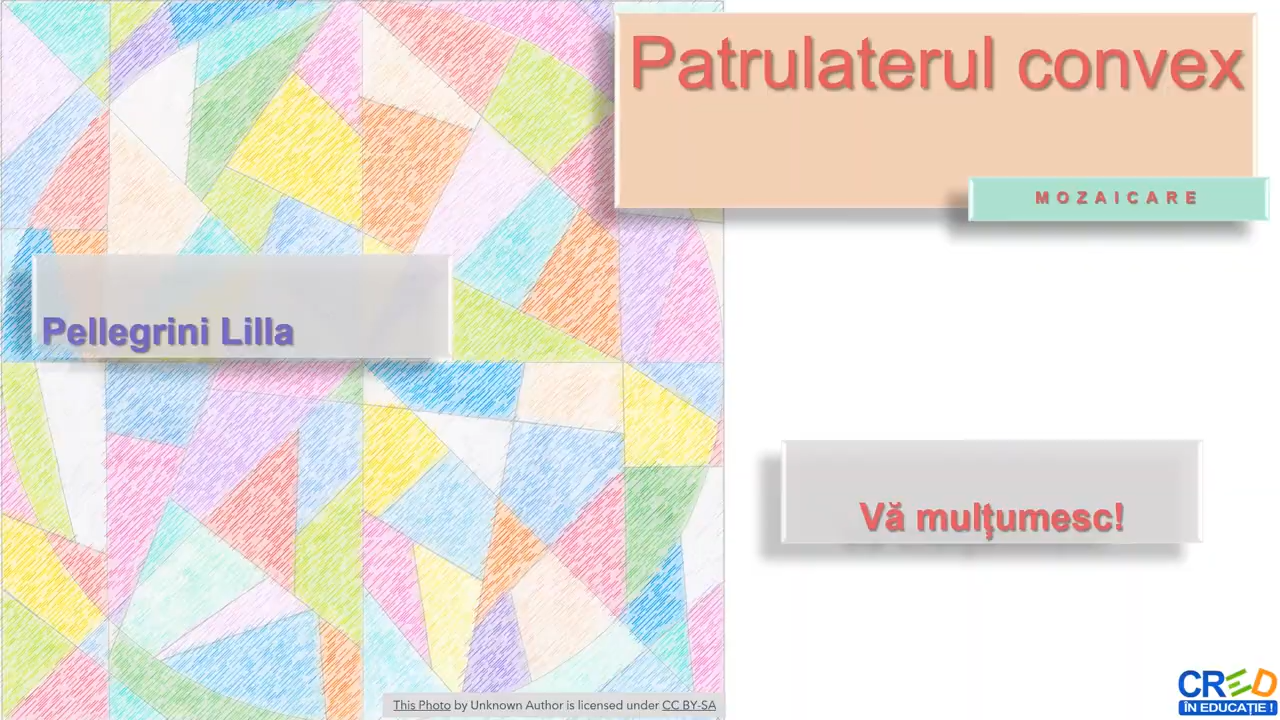 Patrulaterul convex
MOZAICARE
Pellegrini Lilla
Vă mulţumesc!
This Photo by Unknown Author is licensed under CC BY-SA
CRED
ÎN EDUCAŢIE !